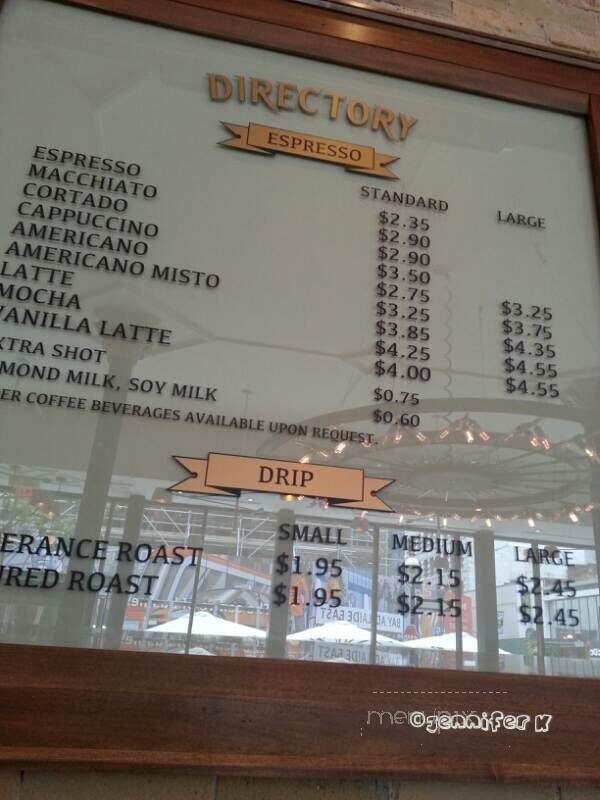 DIRECTORY
ESPRESSO
STANDARD LARGE
ESPRESSO $2.35
MACCHIATO $2.90
CORTADO $2.90
CAPPUCCINO $3.50
AMERICANO $2.75 $3.25
AMERICANO MISTO $3.25 $3.75
LATTE $3.85 $4.35
MOCHA $4.25 $4.55
VANILLA LATTE $4.00 $4.55
XTRA SHOT $0.75
MOND MILK, SOY MILK $0.60
ER COFFEE BEVERAGES AVAILABLE UPON REQUEST.
DRIP
SMALL MEDIUM LARGE
ERANCE ROAST $1.95 $2.15 $2.45
URED ROAST $1.95 $2.15 $2.45
BAY ADELAIDE EAST
©jennifer K